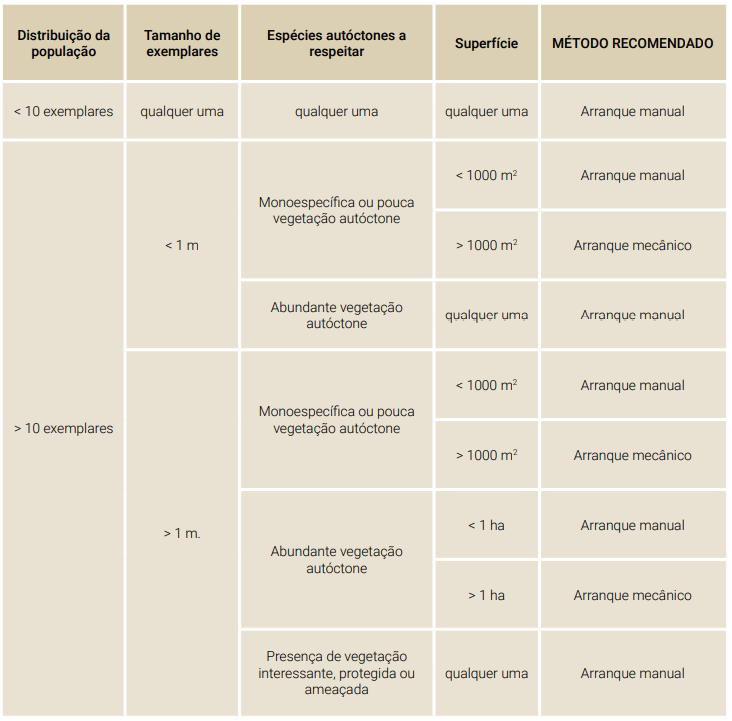 Distribuição da
população
Tamanho de
exemplares
Espécies autóctones a
respeitar
Superfície
MÉTODO RECOMENDADO
< 10 exemplares
qualquer uma
qualquer uma
qualquer uma
Arranque manual
> 10 exemplares
< 1 m
Monoespecífica ou pouca
vegetação autóctone
< 1000 m²
Arranque manual
> 1000 m²
Arranque mecânico
Abundante vegetação
autóctone
qualquer uma
Arranque manual
> 1 m.
Monoespecífica ou pouca
vegetação autóctone
< 1000 m²
Arranque manual
> 1000 m²
Arranque mecânico
Abundante vegetação
autóctone
< 1 ha
Arranque manual
> 1 ha
Arranque mecânico
Presença de vegetação
interessante, protegida ou
ameaçada
qualquer uma
Arranque manual